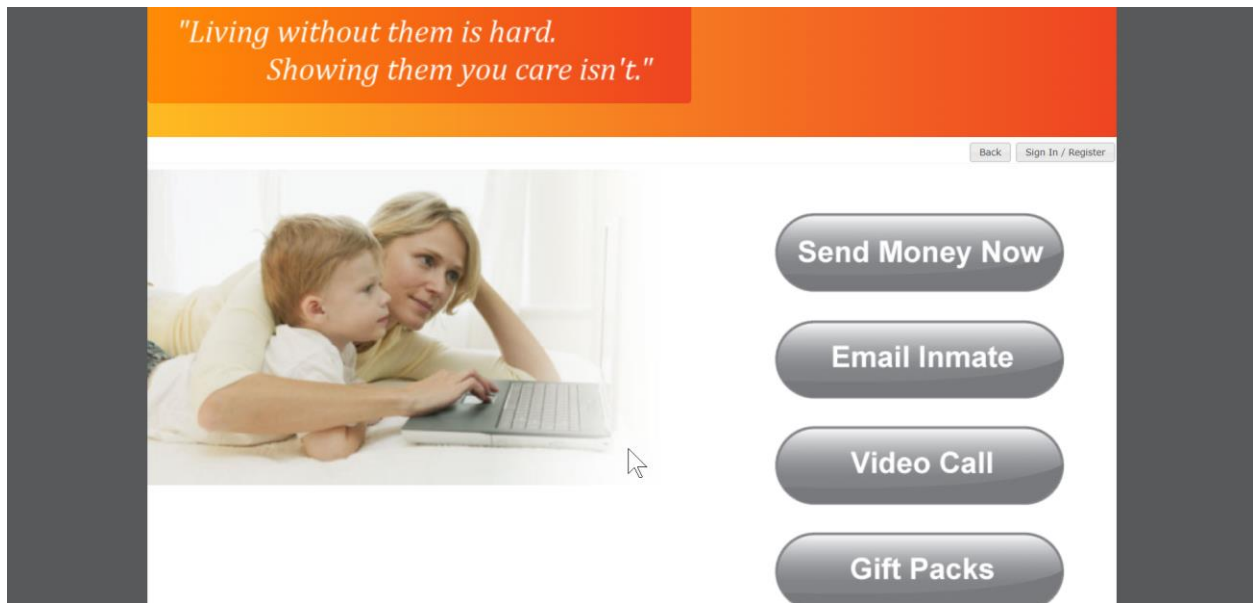 "Living without them is hard.
Showing them you care isn't."
Back
Sign In / Register
Send Money Now
Email Inmate
Video Call
Gift Packs